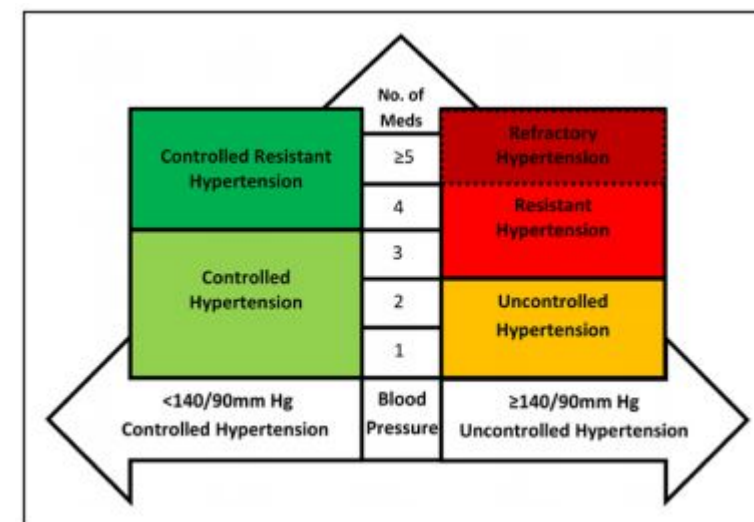 No. of
Meds
≥5
4
3
2
1
Controlled Resistant
Hypertension
Controlled
Hypertension
Refractory
Hypertension
Resistant
Hypertension
Uncontrolled
Hypertension
<140/90mm Hg
Controlled Hypertension
Blood
Pressure
≥140/90mm Hg
Uncontrolled Hypertension